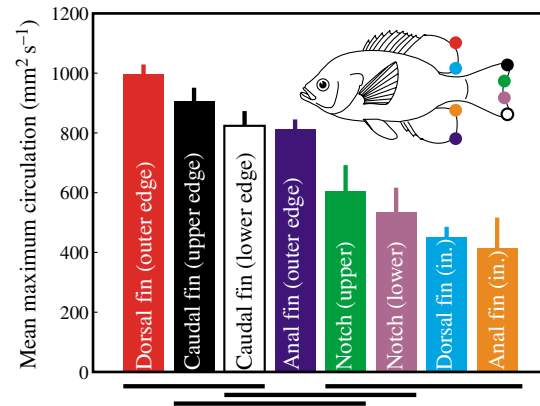 1200
1000
800
600
400
200
0
Mean maximum circulation (mm² s⁻¹)
Dorsal fin (outer edge)
Caudal fin (upper edge)
Caudal fin (lower edge)
Anal fin (outer edge)
Notch (upper)
Notch (lower)
Dorsal fin (in.)
Anal fin (in.)